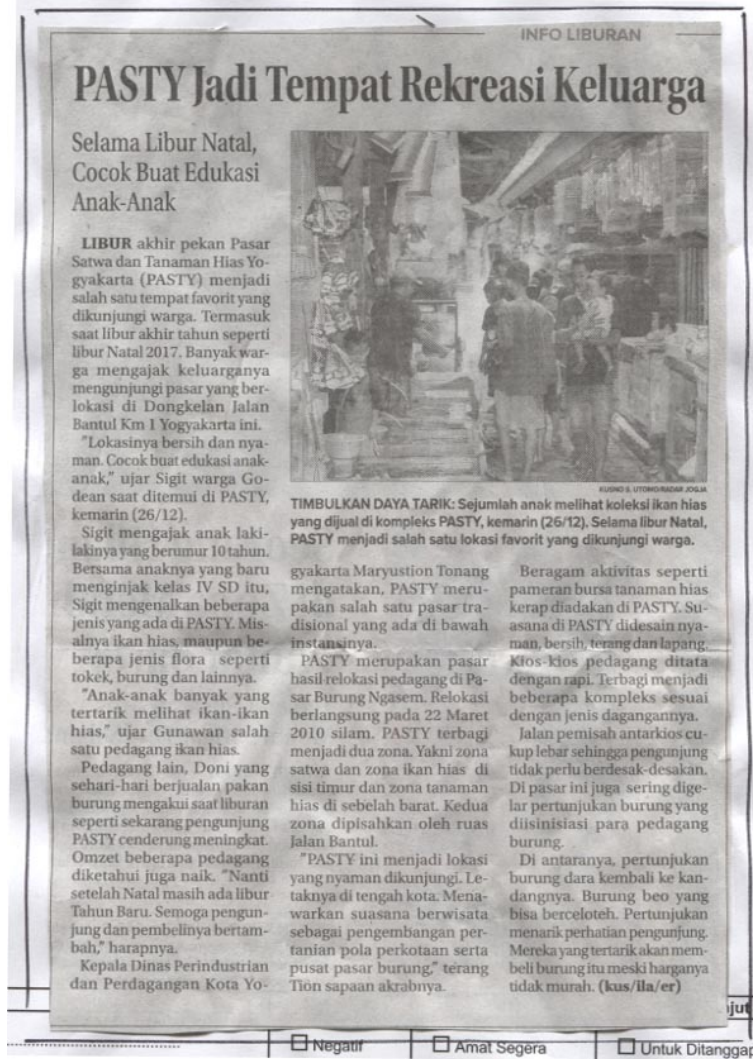 INFO LIBURAN
PASTY Jadi Tempat Rekreasi Keluarga
Selama Libur Natal,
Cocok Buat Edukasi
Anak-Anak
LIBUR akhir pekan Pasar
Satwa dan Tanaman Hias Yo-
gyakarta (PASTY) menjadi
salah satu tempat favorit yang
dikunjungi warga. Termasuk
saat libur akhir tahun seperti
libur Natal 2017. Banyak war-
ga mengajak keluarganya
mengunjungi pasar yang ber-
lokasi di Dongkelan Jalan
Bantul Km 1 Yogyakarta ini.
"Lokasinya bersih dan nya-
man. Cocok buat edukasi anak-
anak," ujar Sigit warga Go-
dean saat ditemui di PASTY,
kemarin (26/12).
Sigit mengajak anak laki-
lakinya yang berumur 10 tahun.
Bersama anaknya yang baru
menginjak kelas IV SD itu,
Sigit mengenalkan beberapa
jenis yang ada di PASTY. Mis-
alnya ikan hias, maupun be-
berapa jenis flora seperti
tokek, burung dan lainnya.
"Anak-anak banyak yang
tertarik melihat ikan-ikan
hias," ujar Gunawan salah
satu pedagang ikan hias.
Pedagang lain, Doni yang
sehari-hari berjualan pakan
burung mengakui saat liburan
seperti sekarang pengunjung
PASTY cenderung meningkat.
Omzet beberapa pedagang
diketahui juga naik. "Nanti
setelah Natal masih ada libur
Tahun Baru. Semoga pengun-
jung dan pembelinya bertam-
bah," harapnya.
Kepala Dinas Perindustrian
dan Perdagangan Kota Yo-
KUSNO S. UTOMO/RADAR JOGJA
TIMBULKAN DAYA TARIK: Sejumlah anak melihat koleksi ikan hias
yang dijual di kompleks PASTY, kemarin (26/12). Selama libur Natal,
PASTY menjadi salah satu lokasi favorit yang dikunjungi warga.
gyakarta Maryustion Tonang
mengatakan, PASTY meru-
pakan salah satu pasar tra-
disional yang ada di bawah
instansinya.
PASTY merupakan pasar
hasil relokasi pedagang di Pa-
sar Burung Ngasem. Relokasi
berlangsung pada 22 Maret
2010 silam. PASTY terbagi
menjadi dua zona. Yakni zona
satwa dan zona ikan hias di
sisi timur dan zona tanaman
hias di sebelah barat. Kedua
zona dipisahkan oleh ruas
Jalan Bantul.
"PASTY ini menjadi lokasi
yang nyaman dikunjungi. Le-
taknya di tengah kota. Mena-
warkan suasana berwisata
sebagai pengembangan per-
tanian pola perkotaan serta
pusat pasar burung," terang
Tion sapaan akrabnya.
Beragam aktivitas seperti
pameran bursa tanaman hias
kerap diadakan di PASTY. Su-
asana di PASTY didesain nya-
man, bersih, terang dan lapang.
Kios-kios pedagang ditata
dengan rapi. Terbagi menjadi
beberapa kompleks sesuai
dengan jenis dagangannya.
Jalan pemisah antarkios cu-
kup lebar sehingga pengunjung
tidak perlu berdesak-desakan.
Di pasar ini juga sering dige-
lar pertunjukan burung yang
diisinisiasi para pedagang
burung.
Di antaranya, pertunjukan
burung dara kembali ke kan-
dangnya. Burung beo yang
bisa berceloteh. Pertunjukan
menarik perhatian pengunjung.
Mereka yang tertarik akan mem-
beli burung itu meski harganya
tidak murah. (kus/ila/er)
jut
Negatif
Amat Segera
Untuk Ditanggap